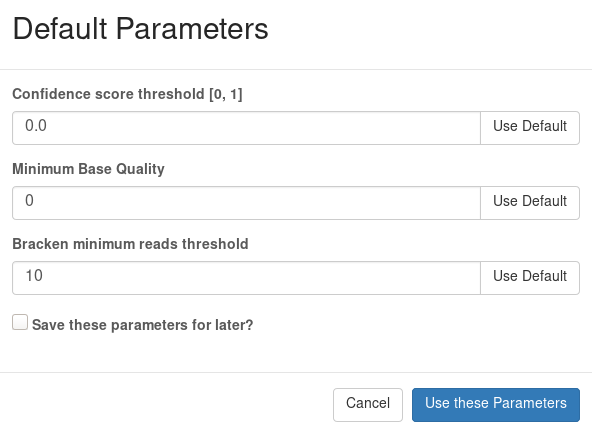 Default Parameters
Confidence score threshold [0, 1]
0.0 Use Default
Minimum Base Quality
0 Use Default
Bracken minimum reads threshold
10 Use Default
Save these parameters for later?
Cancel Use these Parameters